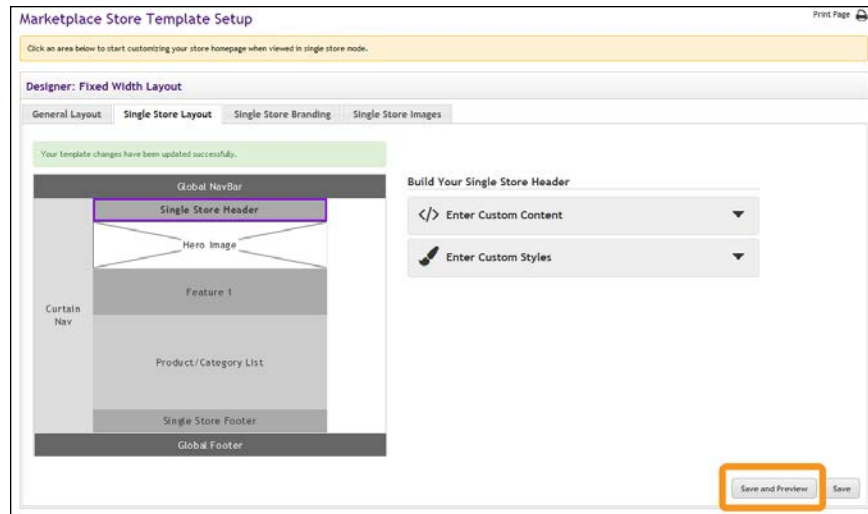 Marketplace Store Template Setup
Print Page
Click an area below to start customizing your store homepage when viewed in single store mode.
Designer: Fixed Width Layout
General Layout Single Store Layout Single Store Branding Single Store Images
Your template changes have been updated successfully.
Global NavBar
Single Store Header
Hero Image
Feature 1
Curtain
Nav
Product/Category List
Single Store Footer
Global Footer
Build Your Single Store Header
</> Enter Custom Content
Enter Custom Styles
Save and Preview Save